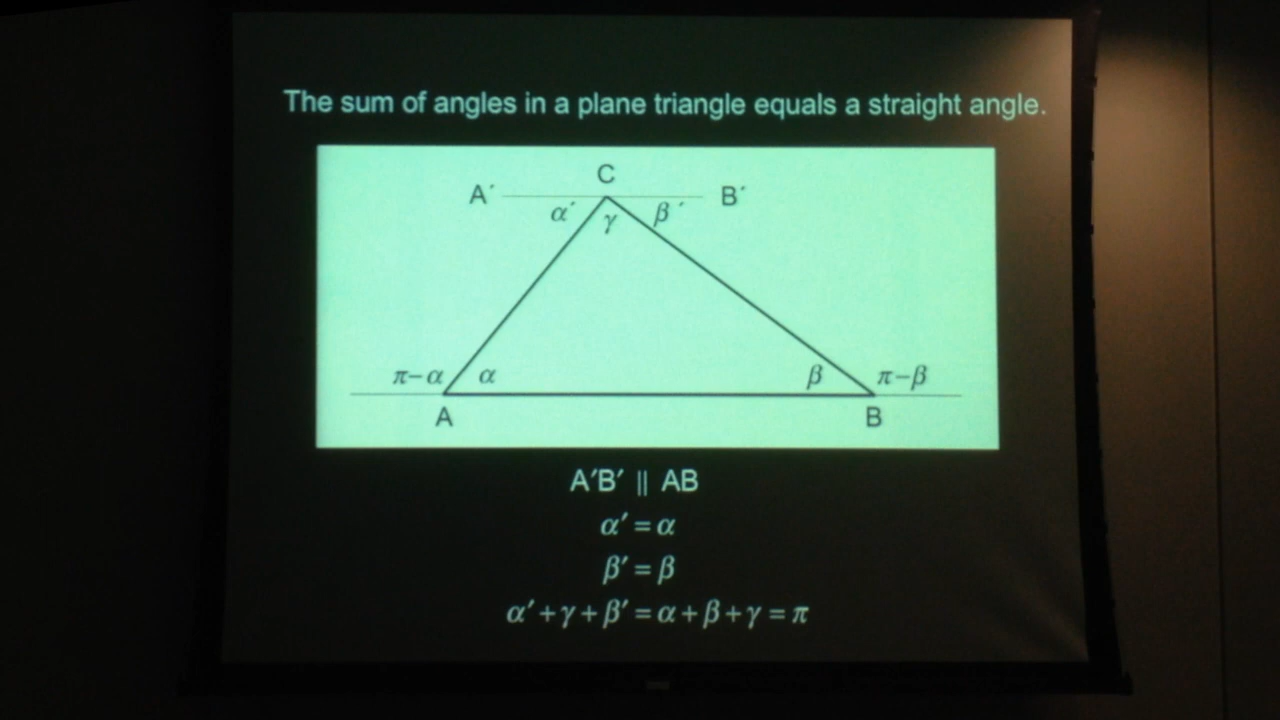 The sum of angles in a plane triangle equals a straight angle.
C
A´ B´
α´ γ β´
π−α α β π−β
A B
A′B′ || AB
α′ = α
β′ = β
α′+γ+β′ = α+β+γ = π